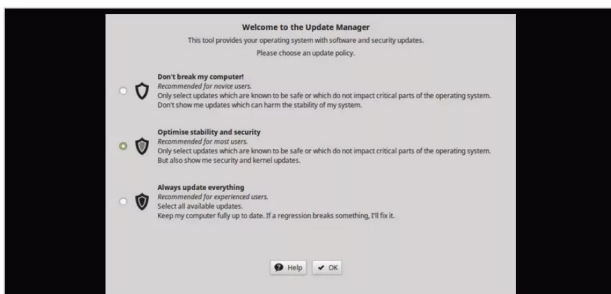 Welcome to the Update Manager
This tool provides your operating system with software and security updates.
Please choose an update policy.
Don't break my computer!
Recommended for novice users.
Only select updates which are known to be safe or which do not impact critical parts of the operating system.
Don't show me updates which can harm the stability of my system.
Optimise stability and security
Recommended for most users.
Only select updates which are known to be safe or which do not impact critical parts of the operating system.
But also show me security and kernel updates.
Always update everything
Recommended for experienced users.
Select all available updates.
Keep my computer fully up to date. If a regression breaks something, I'll fix it.
Help OK